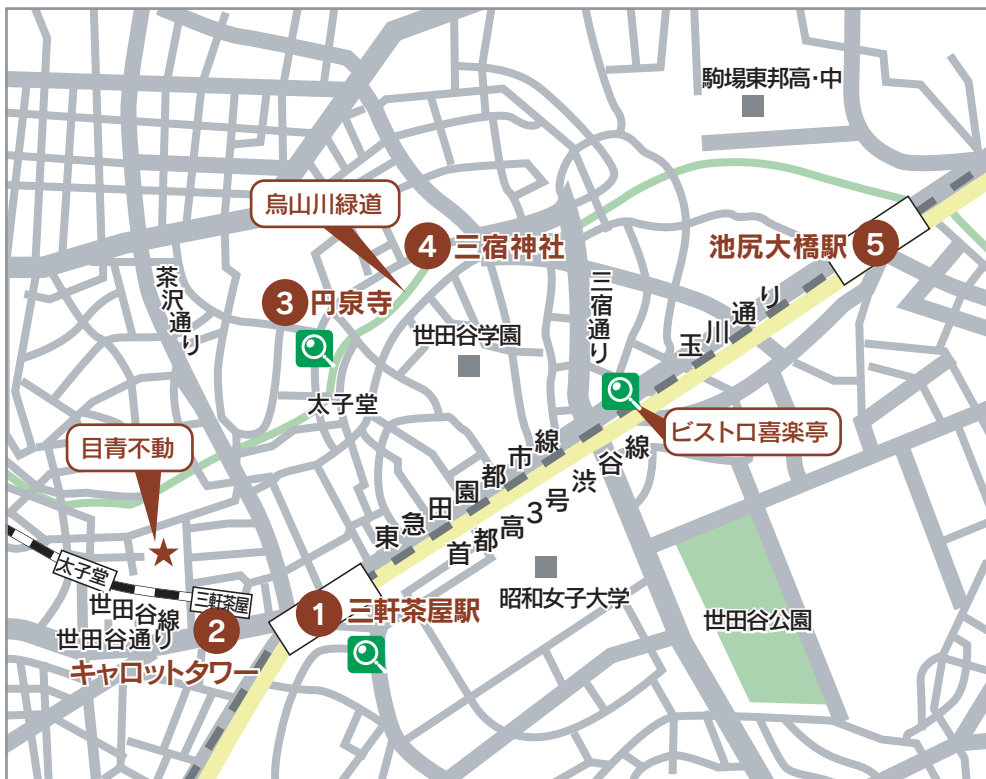 駒場東邦高・中
烏山川緑道
4 三宿神社
池尻大橋駅 5
3 円泉寺
茶沢通り
三宿通り
玉川通り
世田谷学園
太子堂
ビストロ喜楽亭
目青不動
東急田園都市線
首都高3号渋谷線
太子堂
三軒茶屋
世田谷線
世田谷通り
2
キャロットタワー
1 三軒茶屋駅
昭和女子大学
世田谷公園